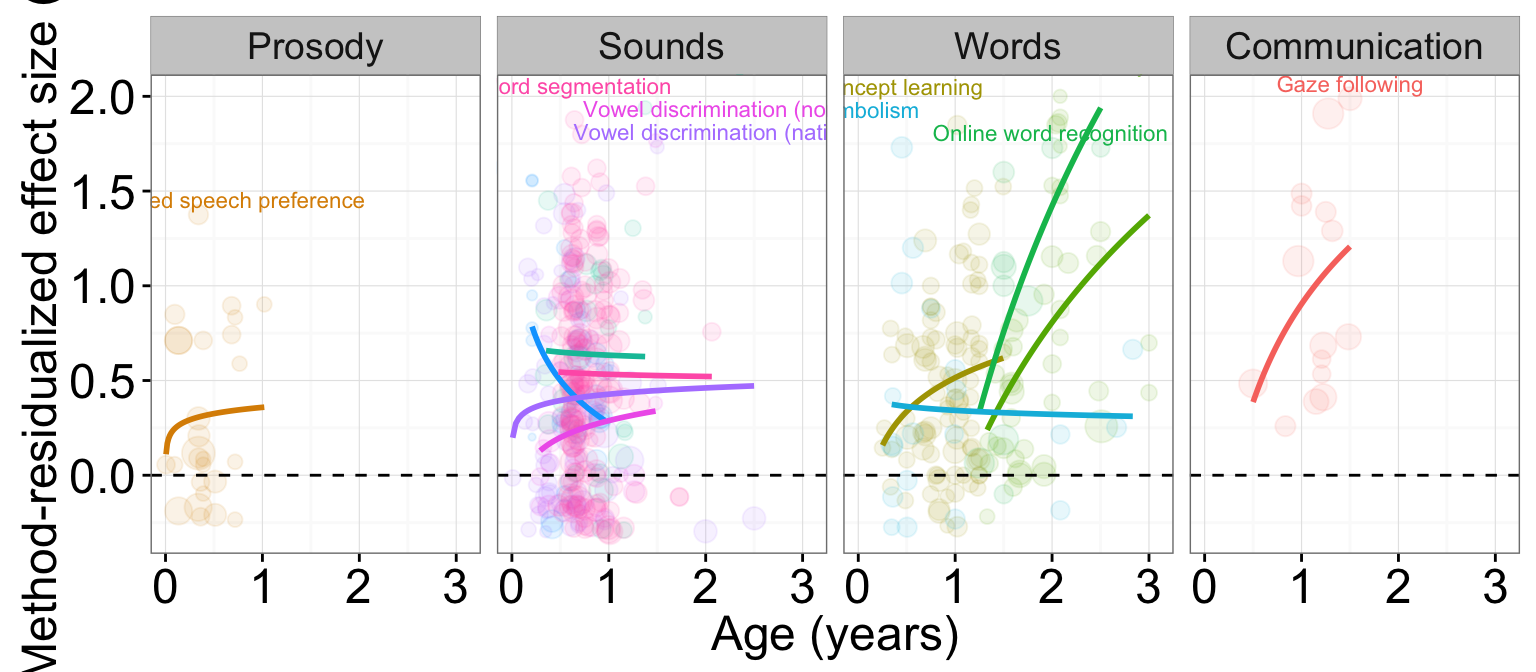 Method-residualized effect size
Prosody Sounds Words Communication
2.0
1.5
1.0
0.5
0.0
ed speech preference
ord segmentation
Vowel discrimination (no
Vowel discrimination (nati
ncept learning
mbolism
Online word recognition
Gaze following
0 1 2 3 0 1 2 3 0 1 2 3 0 1 2 3
Age (years)